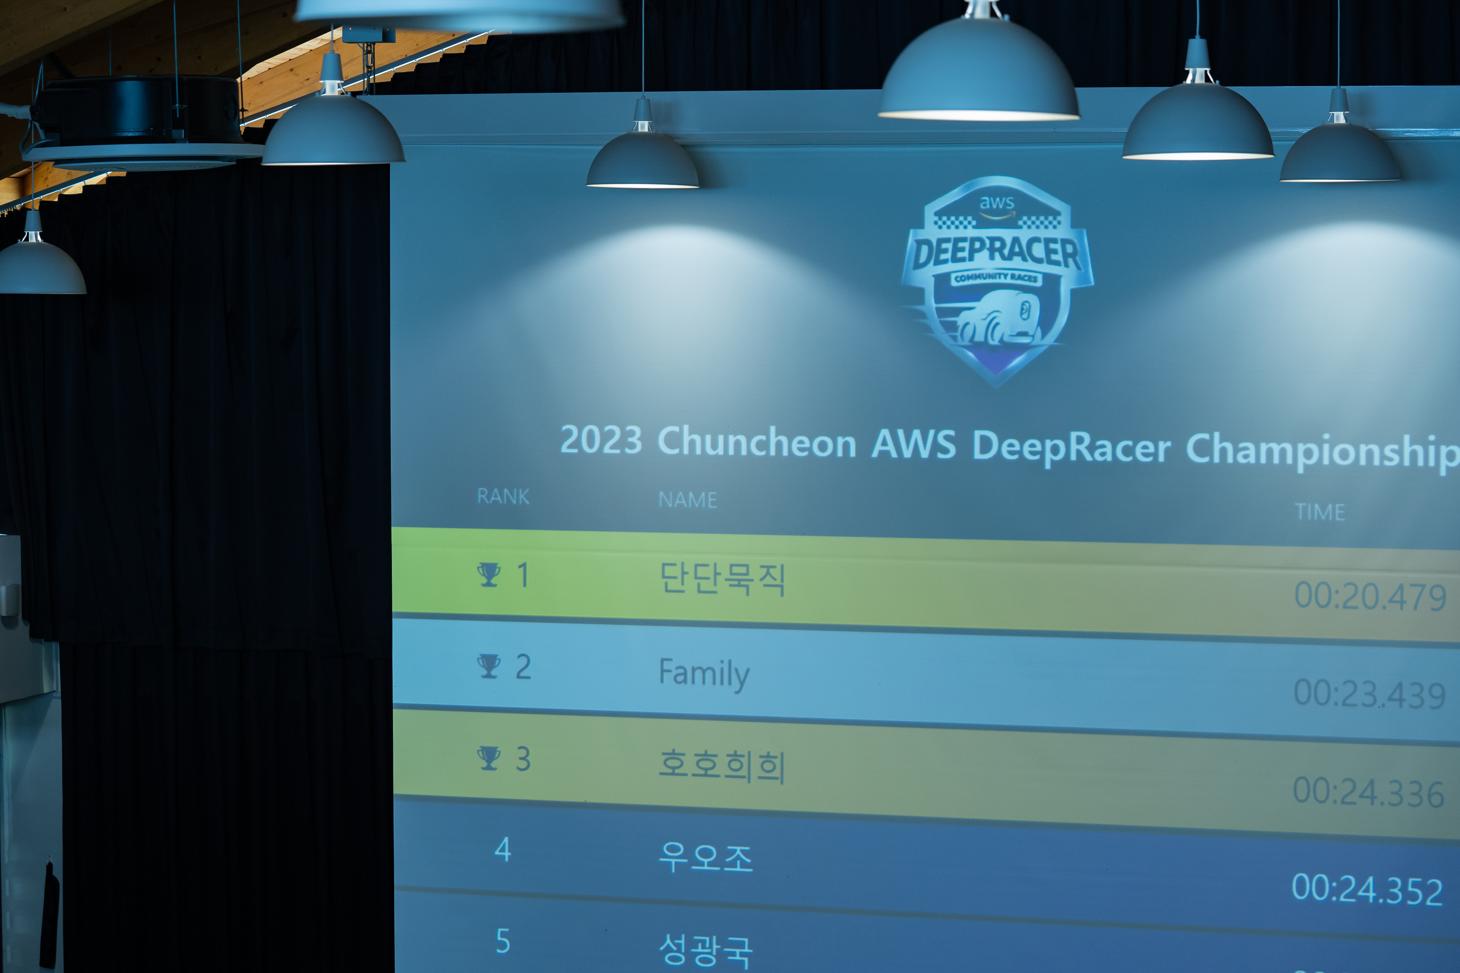 aws
DEEPRACER
COMMUNITY RACES
2023 Chuncheon AWS DeepRacer Championship
RANK NAME TIME
1 단단묵직 00:20.479
2 Family 00:23.439
3 호호희희 00:24.336
4 우오조 00:24.352
5 성광국